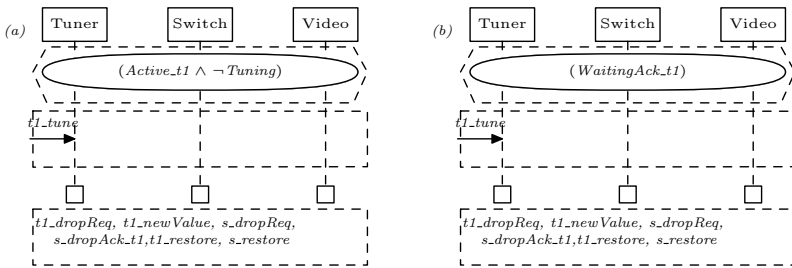 (a) Tuner Switch Video
(Active_t1 ∧ ¬ Tuning)
t1_tune
t1_dropReq, t1_newValue, s_dropReq,
s_dropAck_t1,t1_restore, s_restore
(b) Tuner Switch Video
(WaitingAck_t1)
t1_tune
t1_dropReq, t1_newValue, s_dropReq,
s_dropAck_t1,t1_restore, s_restore